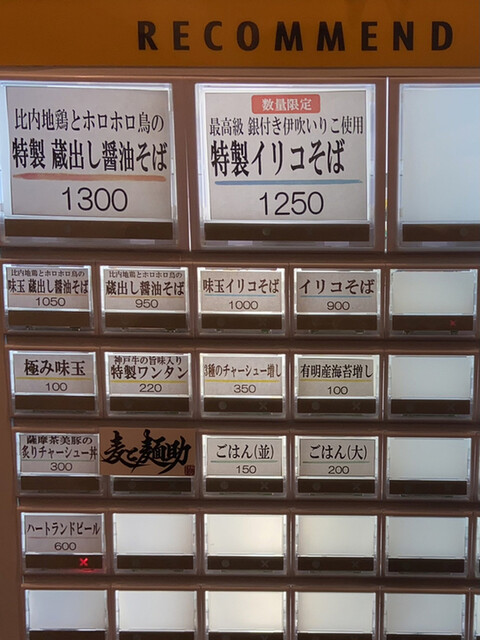 RECOMMEND
比内地鶏とホロホロ鳥の
特製 蔵出し醤油そば
1300
数量限定
最高級 銀付き伊吹いりこ使用
特製イリコそば
1250
比内地鶏とホロホロ鳥の
味玉 蔵出し醤油そば
1050
比内地鶏とホロホロ鳥の
蔵出し醤油そば
950
味玉イリコそば
1000
イリコそば
900
極み味玉
100
神戸牛の旨味入り
特製ワンタン
220
3種のチャーシュー増し
350
有明産海苔増し
100
薩摩茶美豚の
炙りチャーシュー丼
300
麦と麺助
ごはん(並)
150
ごはん(大)
200
ハートランドビール
600